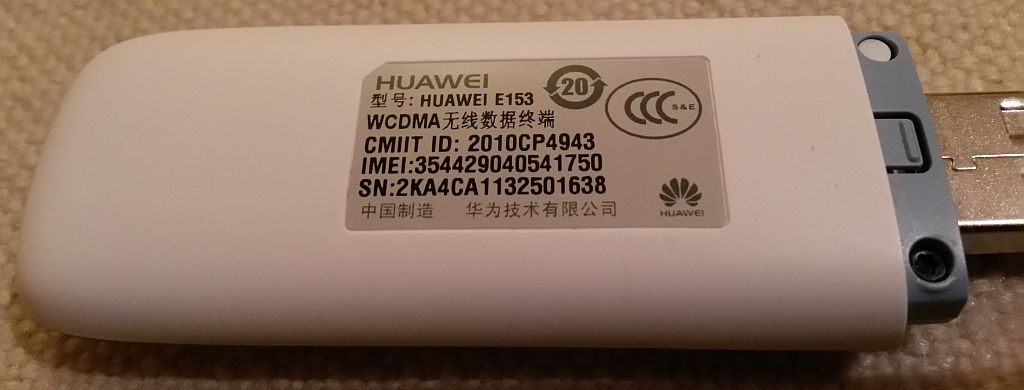 HUAWEI
型号: HUAWEI E153
WCDMA无线数据终端
CMIIT ID: 2010CP4943
IMEI:354429040541750
SN:2KA4CA1132501638
中国制造 华为技术有限公司
20
CCC S&E
HUAWEI